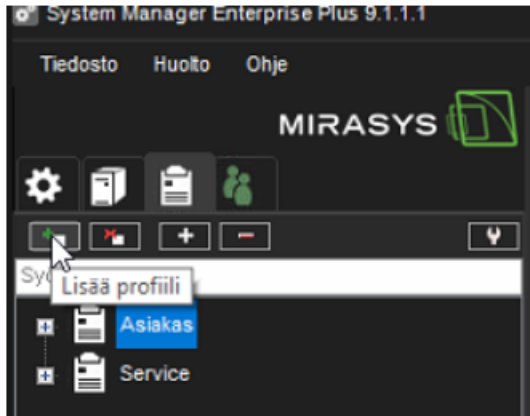 System Manager Enterprise Plus 9.1.1.1
Tiedosto Huolto Ohje
MIRASYS
Lisää profiili
Asiakas
Service